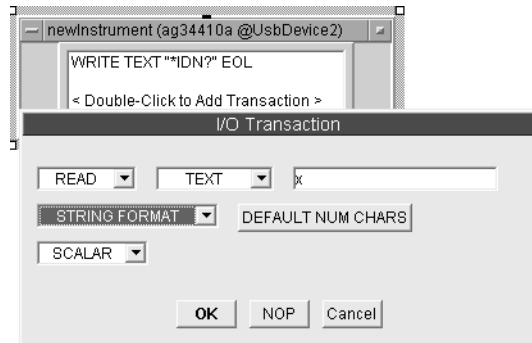 newInstrument (ag34410a @UsbDevice2)
WRITE TEXT "*IDN?" EOL
< Double-Click to Add Transaction >
I/O Transaction
READ TEXT x
STRING FORMAT DEFAULT NUM CHARS
SCALAR
OK NOP Cancel